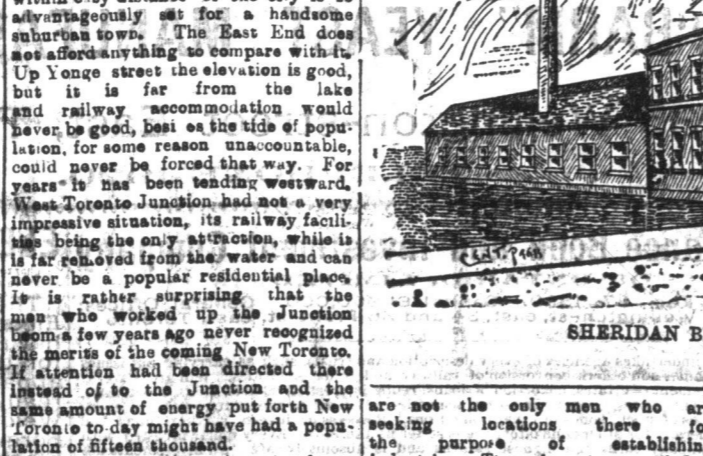 advantageously set for a handsome
suburban town. The East End does
not afford anything to compare with it.
Up Yonge street the elevation is good,
but it is far from the lake
and railway accommodation would
never be good, besi es the tide of popu-
lation, for some reason unaccountable,
could never be forced that way. For
years it has been tending westward.
West Toronto Junction had not a very
impressive situation, its railway facili-
ties being the only attraction, while it
is far removed from the water and can
never be a popular residential place.
It is rather surprising that the
men who worked up the Junction
boom a few years ago never recognized
the merits of the coming New Toronto.
If attention had been directed there
instead of to the Junction and the
same amount of energy put forth New
Toronto to-day might have had a popu-
lation of fifteen thousand.
SHERIDAN B
are not the only men who ar
seeking locations there fo
the purpose of establishin